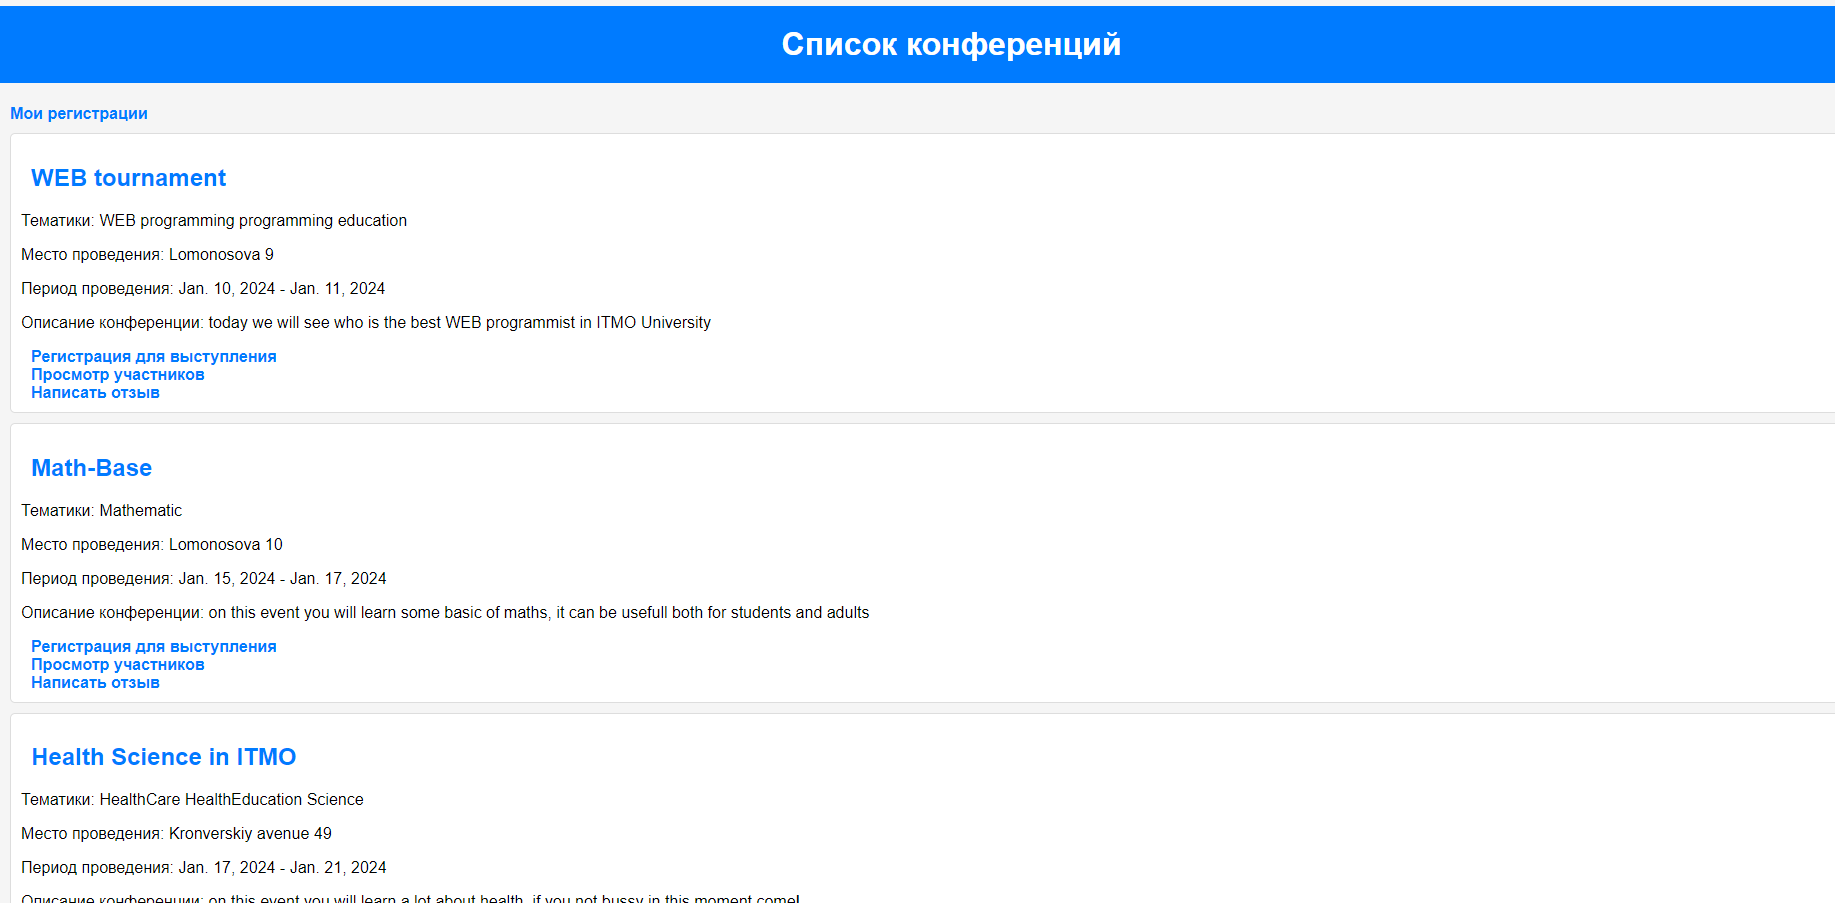 Список конференций
Мои регистрации
WEB tournament
Тематики: WEB programming programming education
Место проведения: Lomonosova 9
Период проведения: Jan. 10, 2024 - Jan. 11, 2024
Описание конференции: today we will see who is the best WEB programmist in ITMO University
Регистрация для выступления
Просмотр участников
Написать отзыв
Math-Base
Тематики: Mathematic
Место проведения: Lomonosova 10
Период проведения: Jan. 15, 2024 - Jan. 17, 2024
Описание конференции: on this event you will learn some basic of maths, it can be usefull both for students and adults
Регистрация для выступления
Просмотр участников
Написать отзыв
Health Science in ITMO
Тематики: HealthCare HealthEducation Science
Место проведения: Kronverskiy avenue 49
Период проведения: Jan. 17, 2024 - Jan. 21, 2024
Описание конференции: on this event you will learn a lot about health, if you not bussy in this moment come!